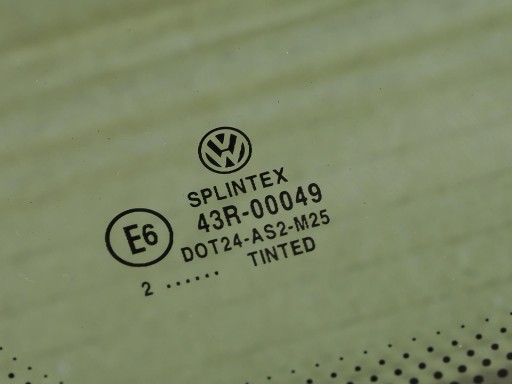 SPLINTEX
E6 43R-00049
DOT24-AS2-M25
2 ...... TINTED